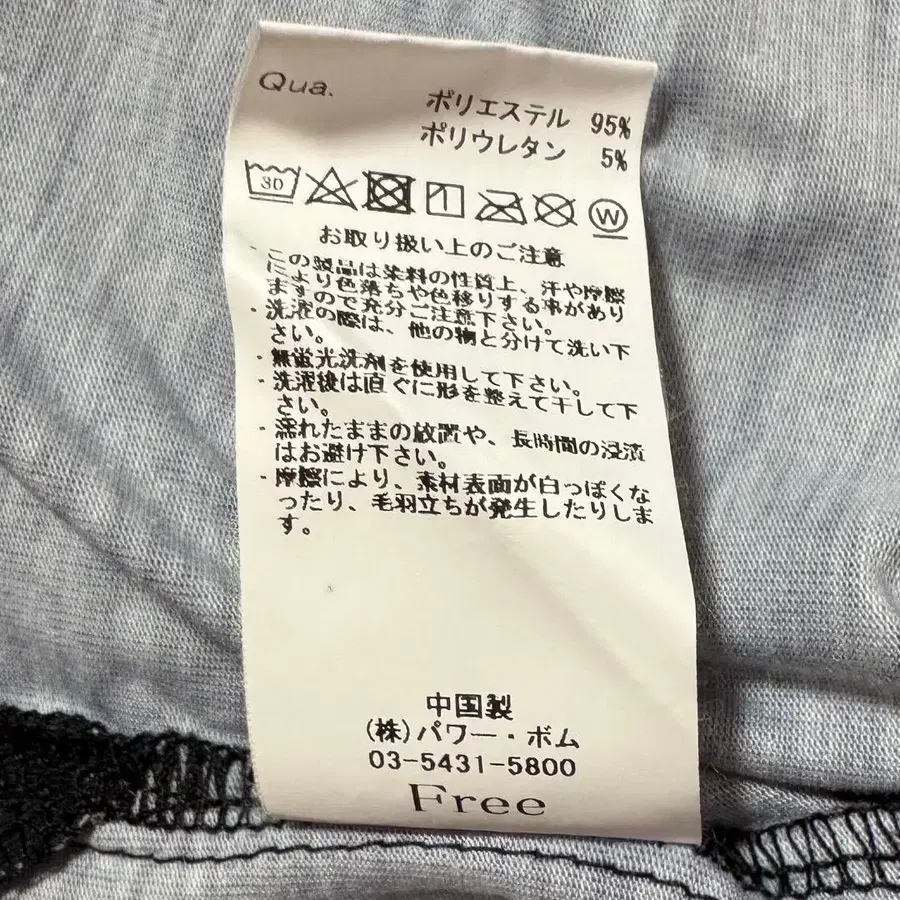 Qua.
ポリエステル 95%
ポリウレタン 5%
30
W
お取り扱い上のご注意
・この製品は染料の性質上、汗や摩擦
により色落ちや色移りする事があり
ますので充分ご注意下さい。
・洗濯の際は、他の物と分けて洗い下
さい。
・無蛍光洗剤を使用して下さい。
・洗濯後は直ぐに形を整えて干して下
さい。
・濡れたままの放置や、長時間の浸漬
はお避け下さい。
・摩擦により、素材表面が白っぽくな
ったり、毛羽立ちが発生したりしま
す。
中国製
(株)パワー・ボム
03-5431-5800
Free